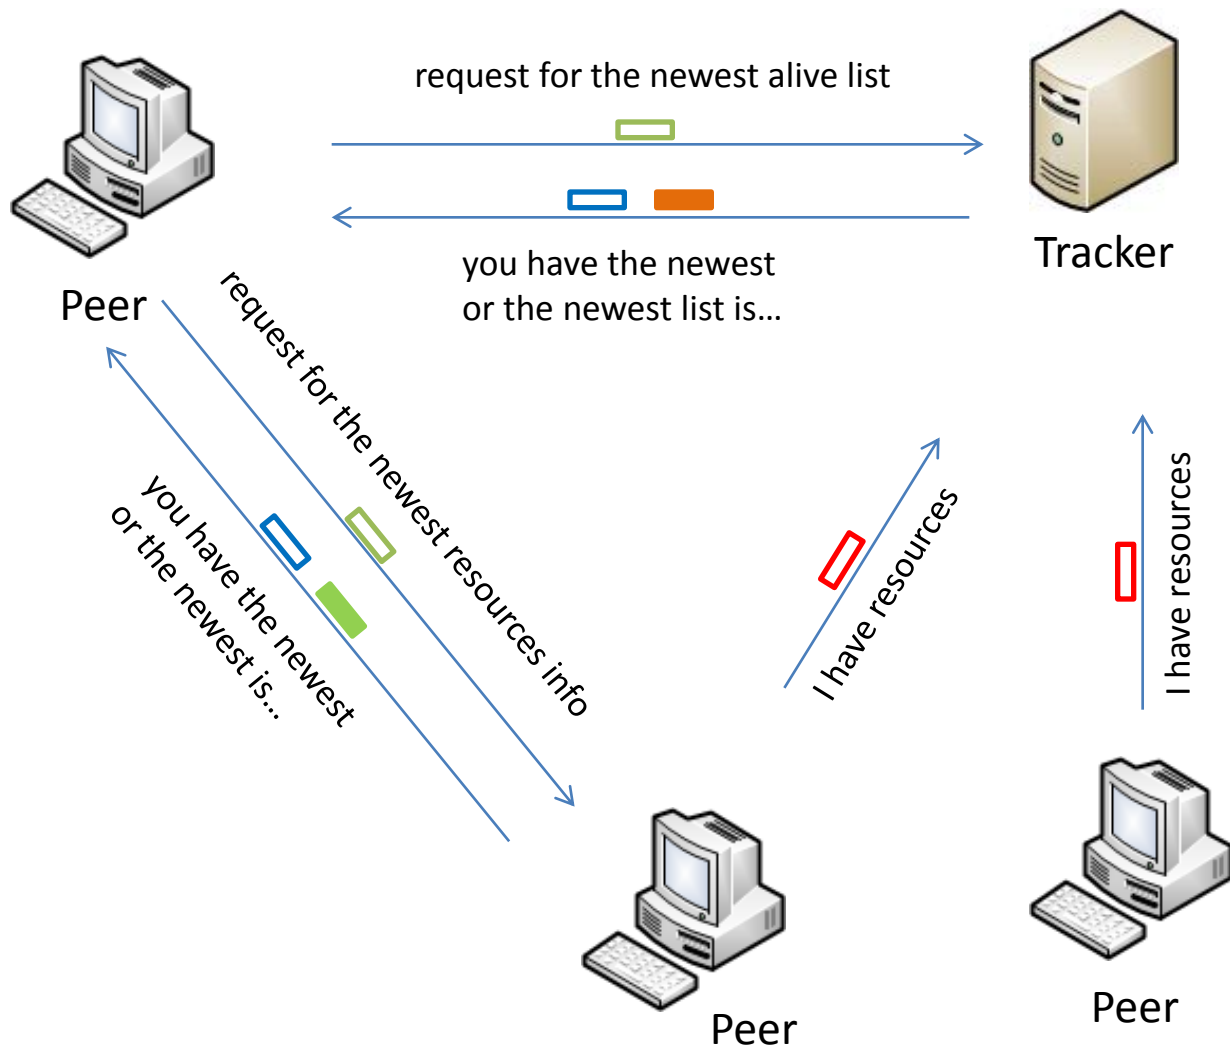 request for the newest alive list
you have the newest
or the newest list is...
Tracker
Peer
request for the newest resources info
you have the newest
or the newest is...
I have resources
I have resources
Peer
Peer